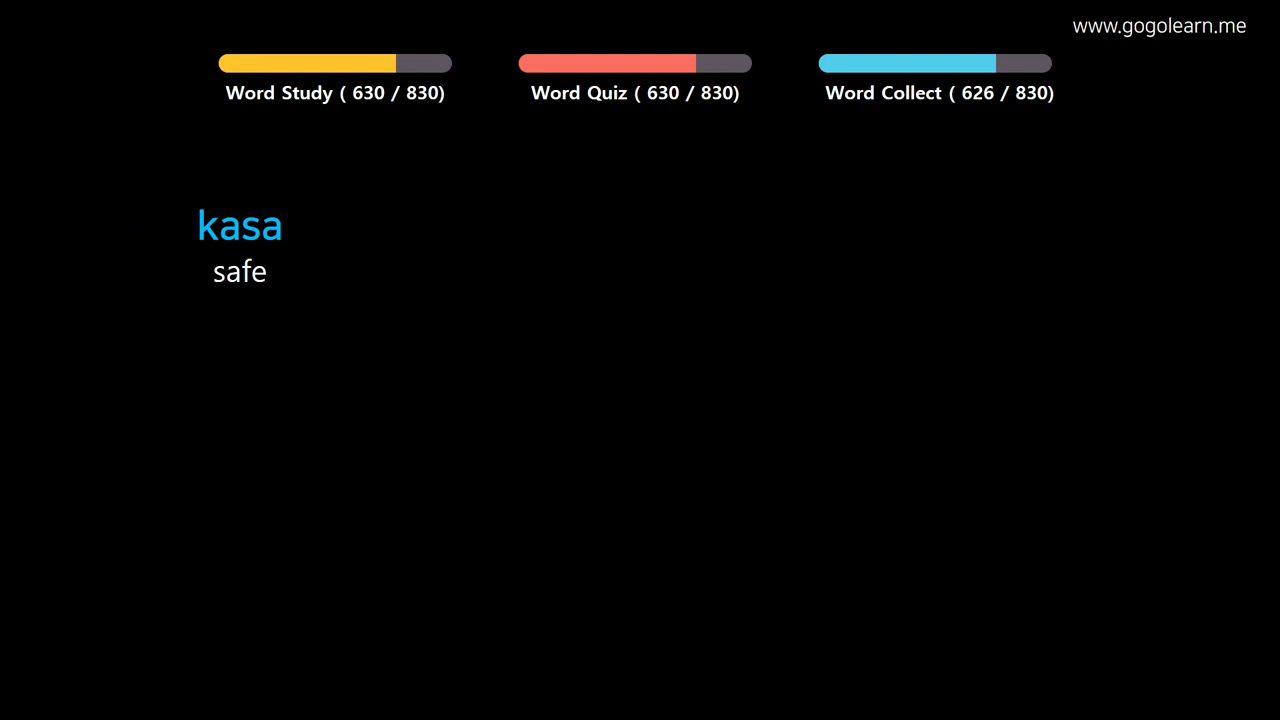 www.gogolearn.me
Word Study ( 630 / 830)
Word Quiz ( 630 / 830)
Word Collect ( 626 / 830)
kasa
safe